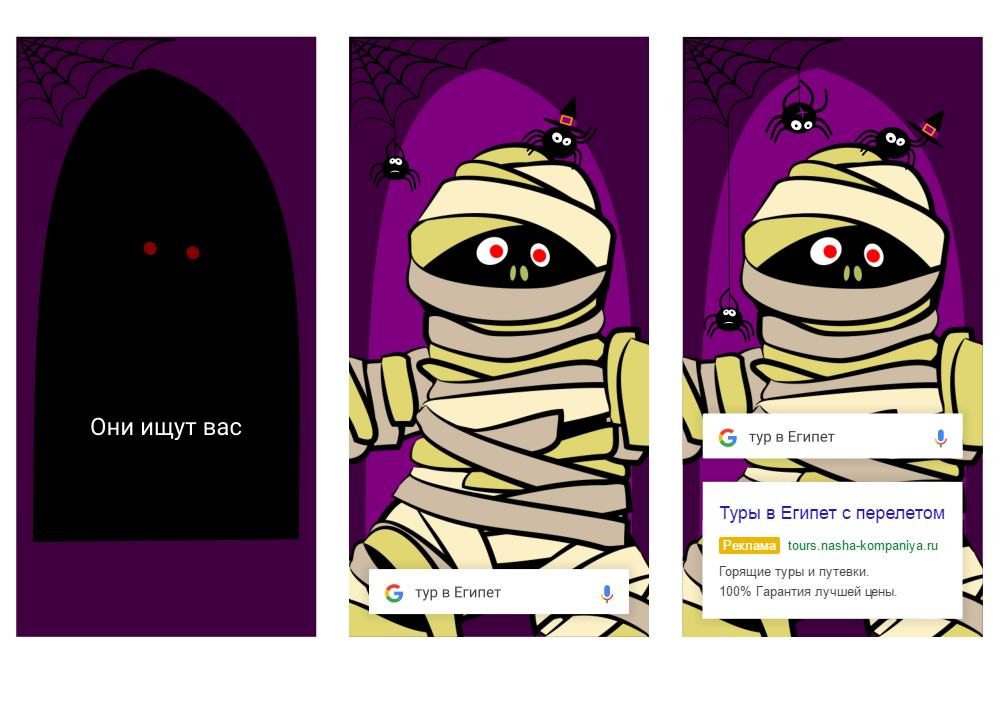 Они ищут вас
тур в Египет
тур в Египет
Туры в Египет с перелетом
Реклама tours.nasha-kompaniya.ru
Горящие туры и путевки.
100% Гарантия лучшей цены.